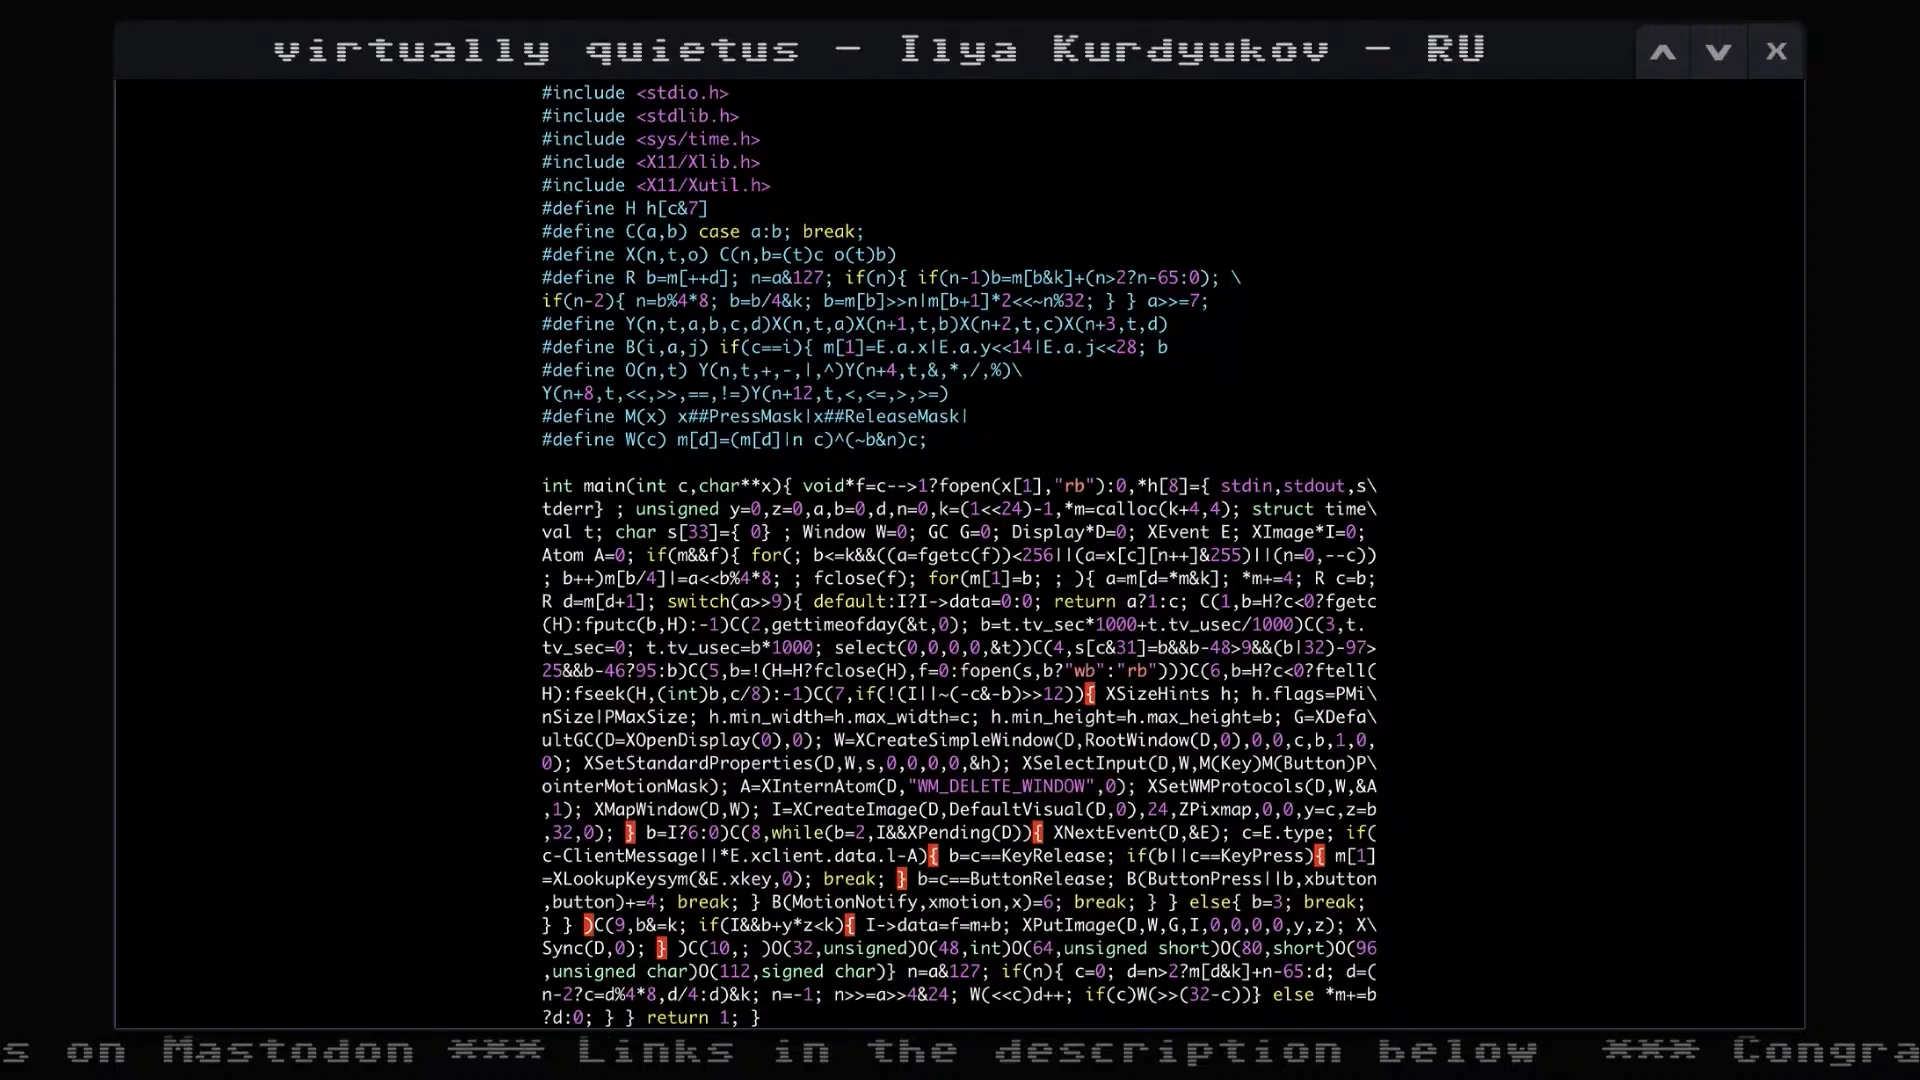 virtually quietus – Ilya Kurdyukov – RU
#include <stdio.h>
#include <stdlib.h>
#include <sys/time.h>
#include <X11/Xlib.h>
#include <X11/Xutil.h>
#define H h[c&7]
#define C(a,b) case a:b; break;
#define X(n,t,o) C(n,b=(t)c o(t)b)
#define R b=m[++d]; n=a&127; if(n){ if(n-1)b=m[b&k]+(n>2?n-65:0); \
if(n-2){ n=b%4*8; b=b/4&k; b=m[b]>>n|m[b+1]*2<<~n%32; } } a>>=7;
#define Y(n,t,a,b,c,d)X(n,t,a)X(n+1,t,b)X(n+2,t,c)X(n+3,t,d)
#define B(i,a,j) if(c==i){ m[1]=E.a.x|E.a.y<<14|E.a.j<<28; b
#define O(n,t) Y(n,t,+,-,|,^)Y(n+4,t,&,*,/,%)\
Y(n+8,t,<<,>>,==,!=)Y(n+12,t,<,<=,>,>=)
#define M(x) x##PressMask|x##ReleaseMask|
#define W(c) m[d]=(m[d]|n c)^(~b&n)c;
int main(int c,char**x){ void*f=c-->1?fopen(x[1],"rb"):0,*h[8]={ stdin,stdout,s\
tderr} ; unsigned y=0,z=0,a,b=0,d,n=0,k=(1<<24)-1,*m=calloc(k+4,4); struct time\
val t; char s[33]={ 0} ; Window W=0; GC G=0; Display*D=0; XEvent E; XImage*I=0;
Atom A=0; if(m&&f){ for(; b<=k&&((a=fgetc(f))<256||(a=x[c][n++]&255)||(n=0,--c))
; b++)m[b/4]|=a<<b%4*8; ; fclose(f); for(m[1]=b; ; ){ a=m[d=*m&k]; *m+=4; R c=b;
R d=m[d+1]; switch(a>>9){ default:I?I->data=0:0; return a?1:c; C(1,b=H?c<0?fgetc
(H):fputc(b,H):-1)C(2,gettimeofday(&t,0); b=t.tv_sec*1000+t.tv_usec/1000)C(3,t.
tv_sec=0; t.tv_usec=b*1000; select(0,0,0,0,&t))C(4,s[c&31]=b&&b-48>9&&(b|32)-97>
25&&b-46?95:b)C(5,b=!(H=H?fclose(H),f=0:fopen(s,b?"wb":"rb")))C(6,b=H?c<0?ftell(
H):fseek(H,(int)b,c/8):-1)C(7,if(!(I||~(-c&-b)>>12)){ XSizeHints h; h.flags=PMi\
nSize|PMaxSize; h.min_width=h.max_width=c; h.min_height=h.max_height=b; G=XDefa\
ultGC(D=XOpenDisplay(0),0); W=XCreateSimpleWindow(D,RootWindow(D,0),0,0,c,b,1,0,
0); XSetStandardProperties(D,W,s,0,0,0,0,&h); XSelectInput(D,W,M(Key)M(Button)P\
ointerMotionMask); A=XInternAtom(D,"WM_DELETE_WINDOW",0); XSetWMProtocols(D,W,&A
,1); XMapWindow(D,W); I=XCreateImage(D,DefaultVisual(D,0),24,ZPixmap,0,0,y=c,z=b
,32,0); } b=I?6:0)C(8,while(b=2,I&&XPending(D)){ XNextEvent(D,&E); c=E.type; if(
c-ClientMessage||*E.xclient.data.l-A){ b=c==KeyRelease; if(b||c==KeyPress){ m[1]
=XLookupKeysym(&E.xkey,0); break; } b=c==ButtonRelease; B(ButtonPress||b,xbutton
,button)+=4; break; } B(MotionNotify,xmotion,x)=6; break; } } else{ b=3; break;
} } )C(9,b&=k; if(I&&b+y*z<k){ I->data=f=m+b; XPutImage(D,W,G,I,0,0,0,0,y,z); X\
Sync(D,0); } )C(10,; )O(32,unsigned)O(48,int)O(64,unsigned short)O(80,short)O(96
,unsigned char)O(112,signed char)} n=a&127; if(n){ c=0; d=n>2?m[d&k]+n-65:d; d=(
n-2?c=d%4*8,d/4:d)&k; n=-1; n>>=a>>4&24; W(<<c)d++; if(c)W(>>(32-c))} else *m+=b
?d:0; } } return 1; }
s on Mastodon *** Links in the description below *** Congra